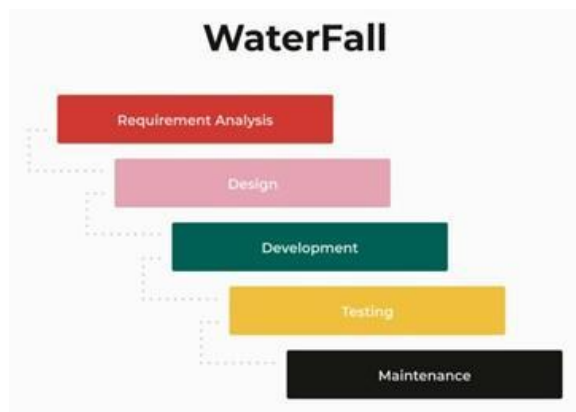 WaterFall
Requirement Analysis
Design
Development
Testing
Maintenance